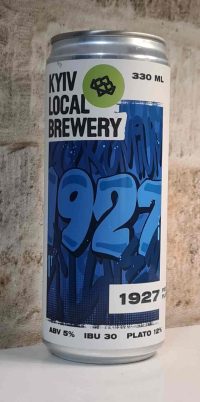 KYIV
LOCAL
BREWERY
330 ML
1927
1927
ABV 5% IBU 30 PLATO 12%